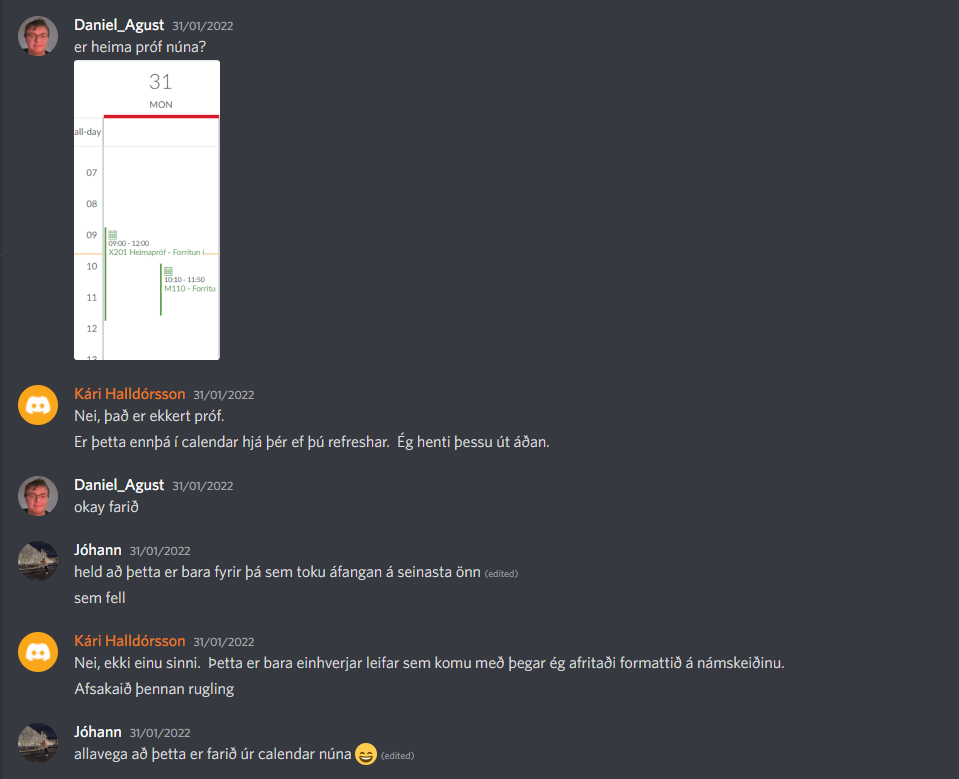 Daniel_Agust 31/01/2022
er heima próf núna?
31
MON
all-day
07
08
09
09:00 - 12:00
X201 Heimapróf - Forritun í...
10
10:10 - 11:50
M110 - Forritu
11
12
13
Kári Halldórsson 31/01/2022
Nei, það er ekkert próf.
Er þetta ennþá í calendar hjá þér ef þú refreshar. Ég henti þessu út áðan.
Daniel_Agust 31/01/2022
okay farið
Jóhann 31/01/2022
held að þetta er bara fyrir þá sem toku áfangan á seinasta önn (edited)
sem fell
Kári Halldórsson 31/01/2022
Nei, ekki einu sinni. Þetta er bara einhverjar leifar sem komu með þegar ég afritaði formattið á námskeiðinu.
Afsakaið þennan rugling
Jóhann 31/01/2022
allavega að þetta er farið úr calendar núna 😄 (edited)